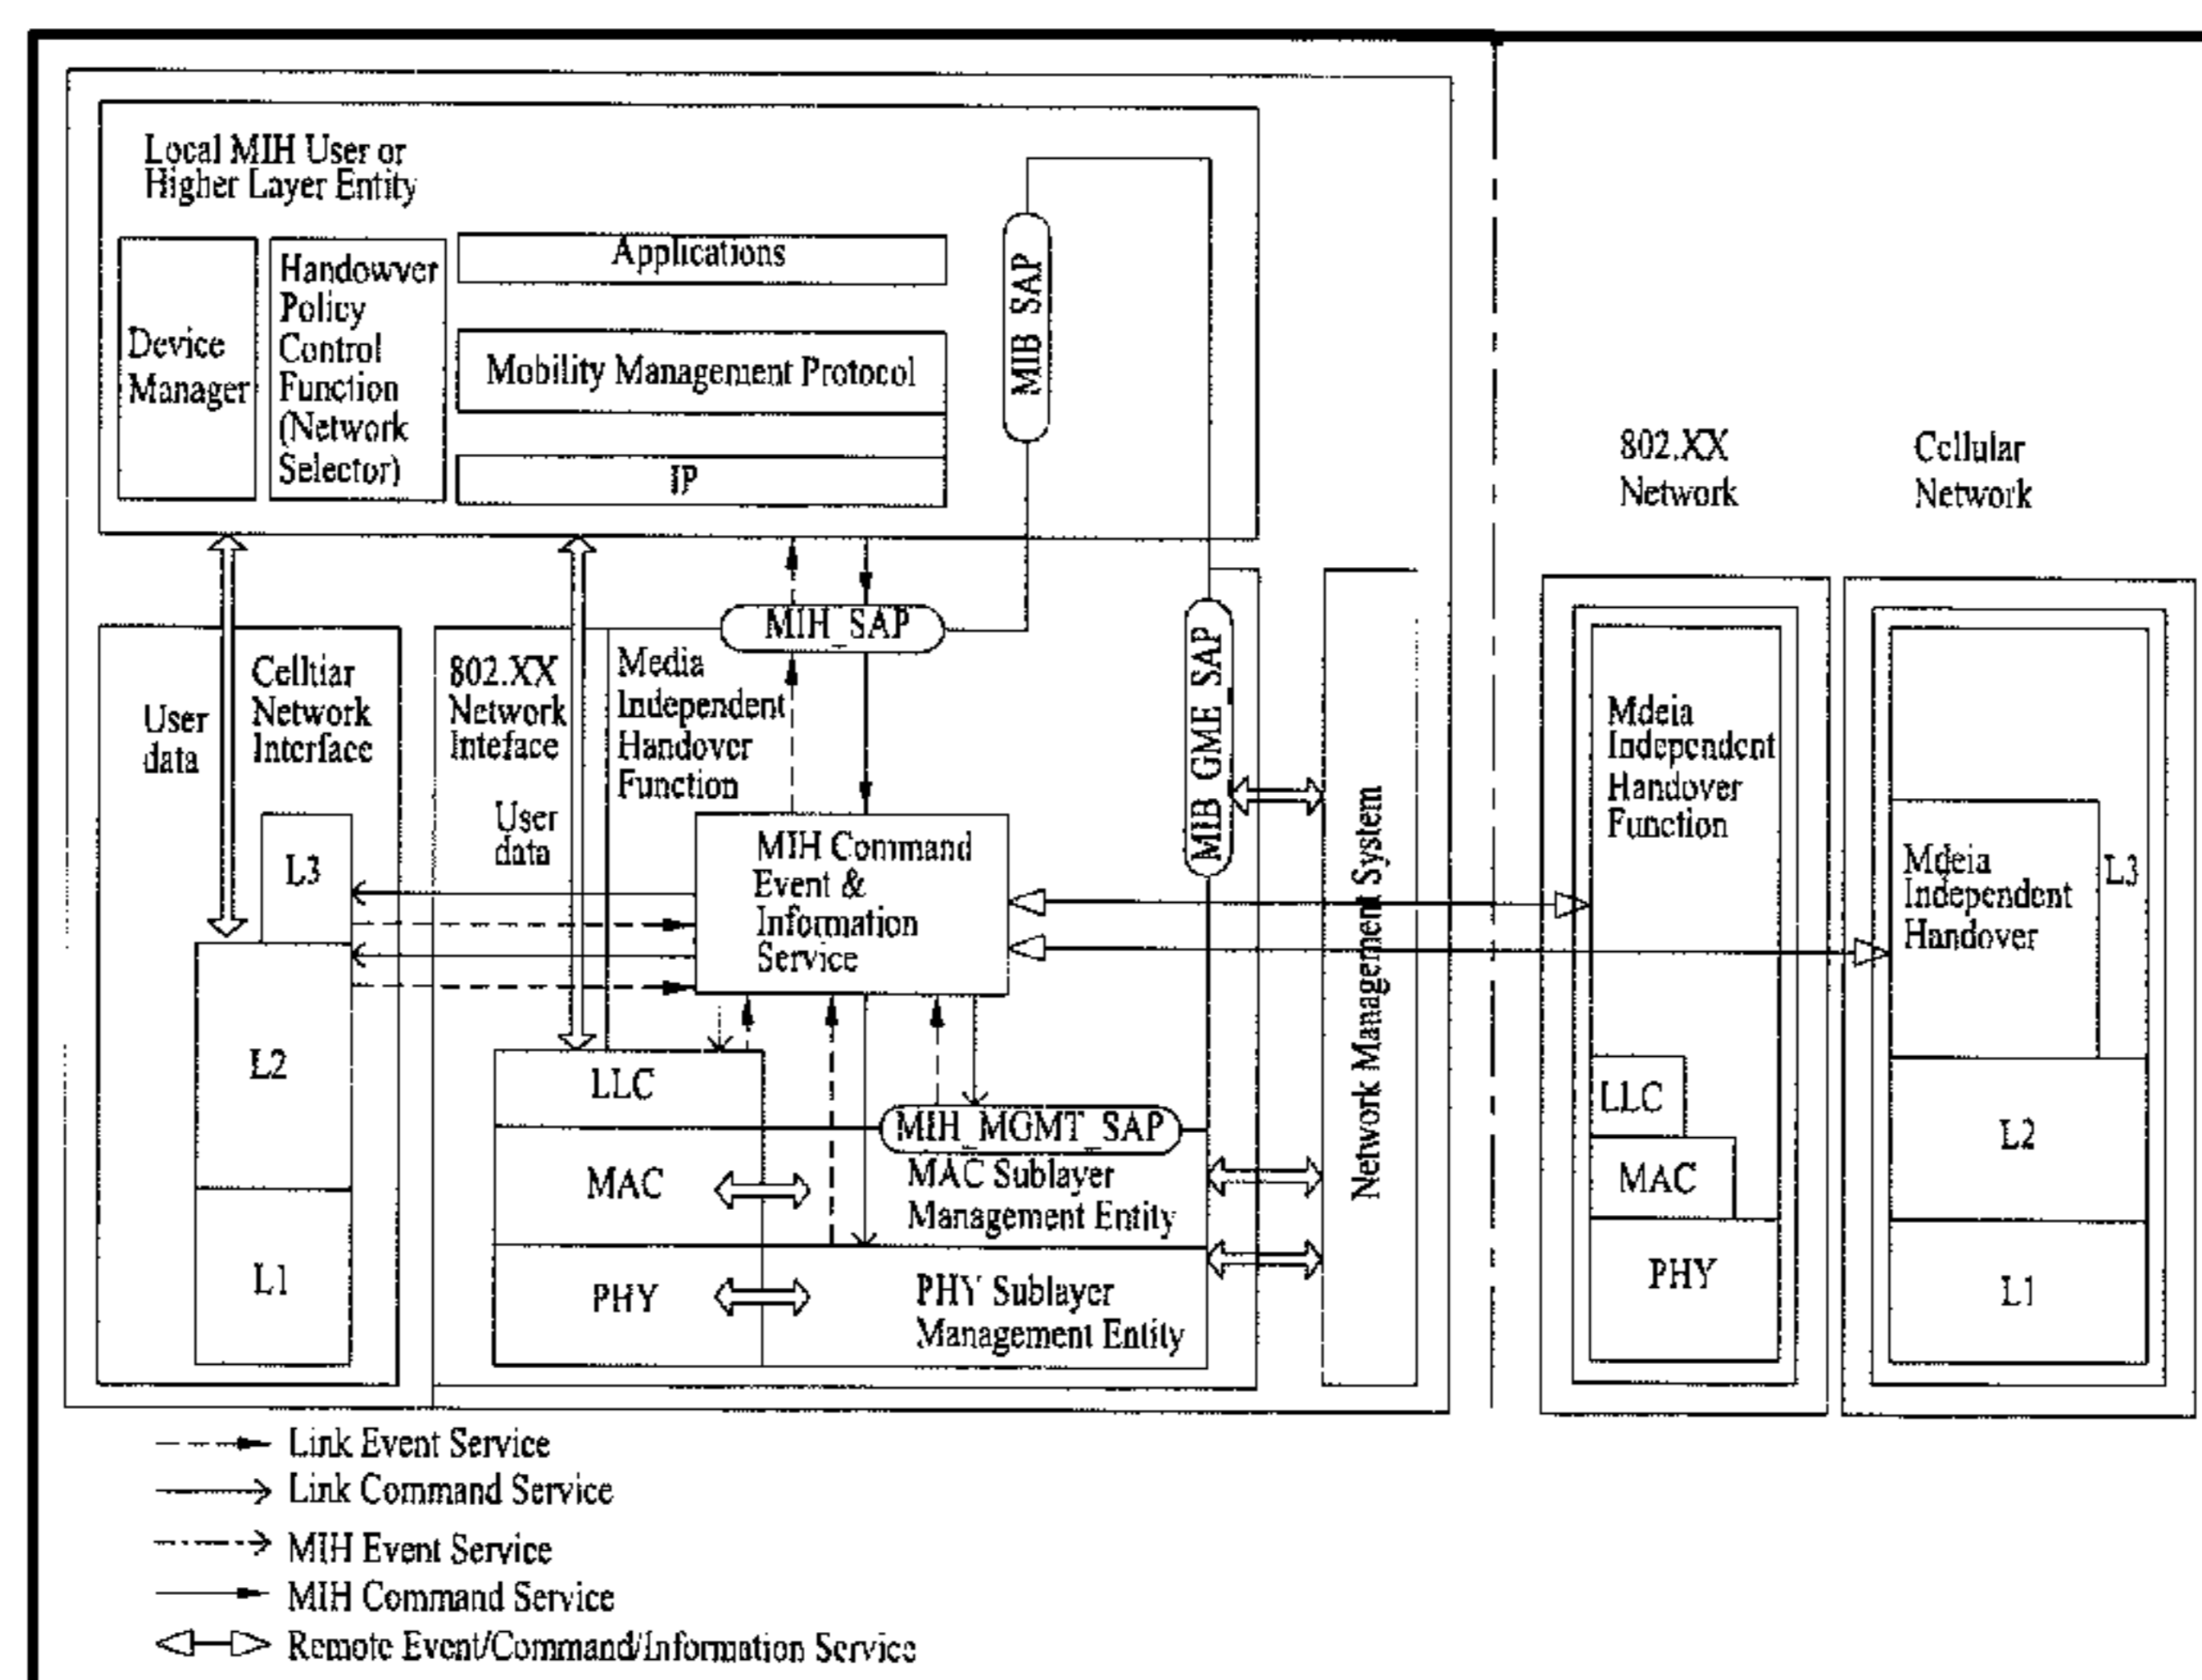 Local MIH User or
Higher Layer Entity
Device
Manager
Handowver
Policy
Control
Function
(Network
Selector)
Applications
Mobility Management Protocol
IP
MIB_SAP
802.XX
Network
Cellular
Network
User
data
Celltiar
Network
Interface
L3
L2
L1
802.XX
Network
Inteface
User
data
Media
Independent
Handover
Function
MIH_SAP
MIB_GME_SAP
MIH Command
Event &
Information
Service
LLC
MAC
PHY
MIH_MGMT_SAP
MAC Sublayer
Management Entity
PHY Sublayer
Management Entity
Network Management System
Mdeia
Independent
Handover
Function
LLC
MAC
PHY
Mdeia
Independent
Handover
L3
L2
L1
Link Event Service
Link Command Service
MIH Event Service
MIH Command Service
Remote Event/Command/Information Service